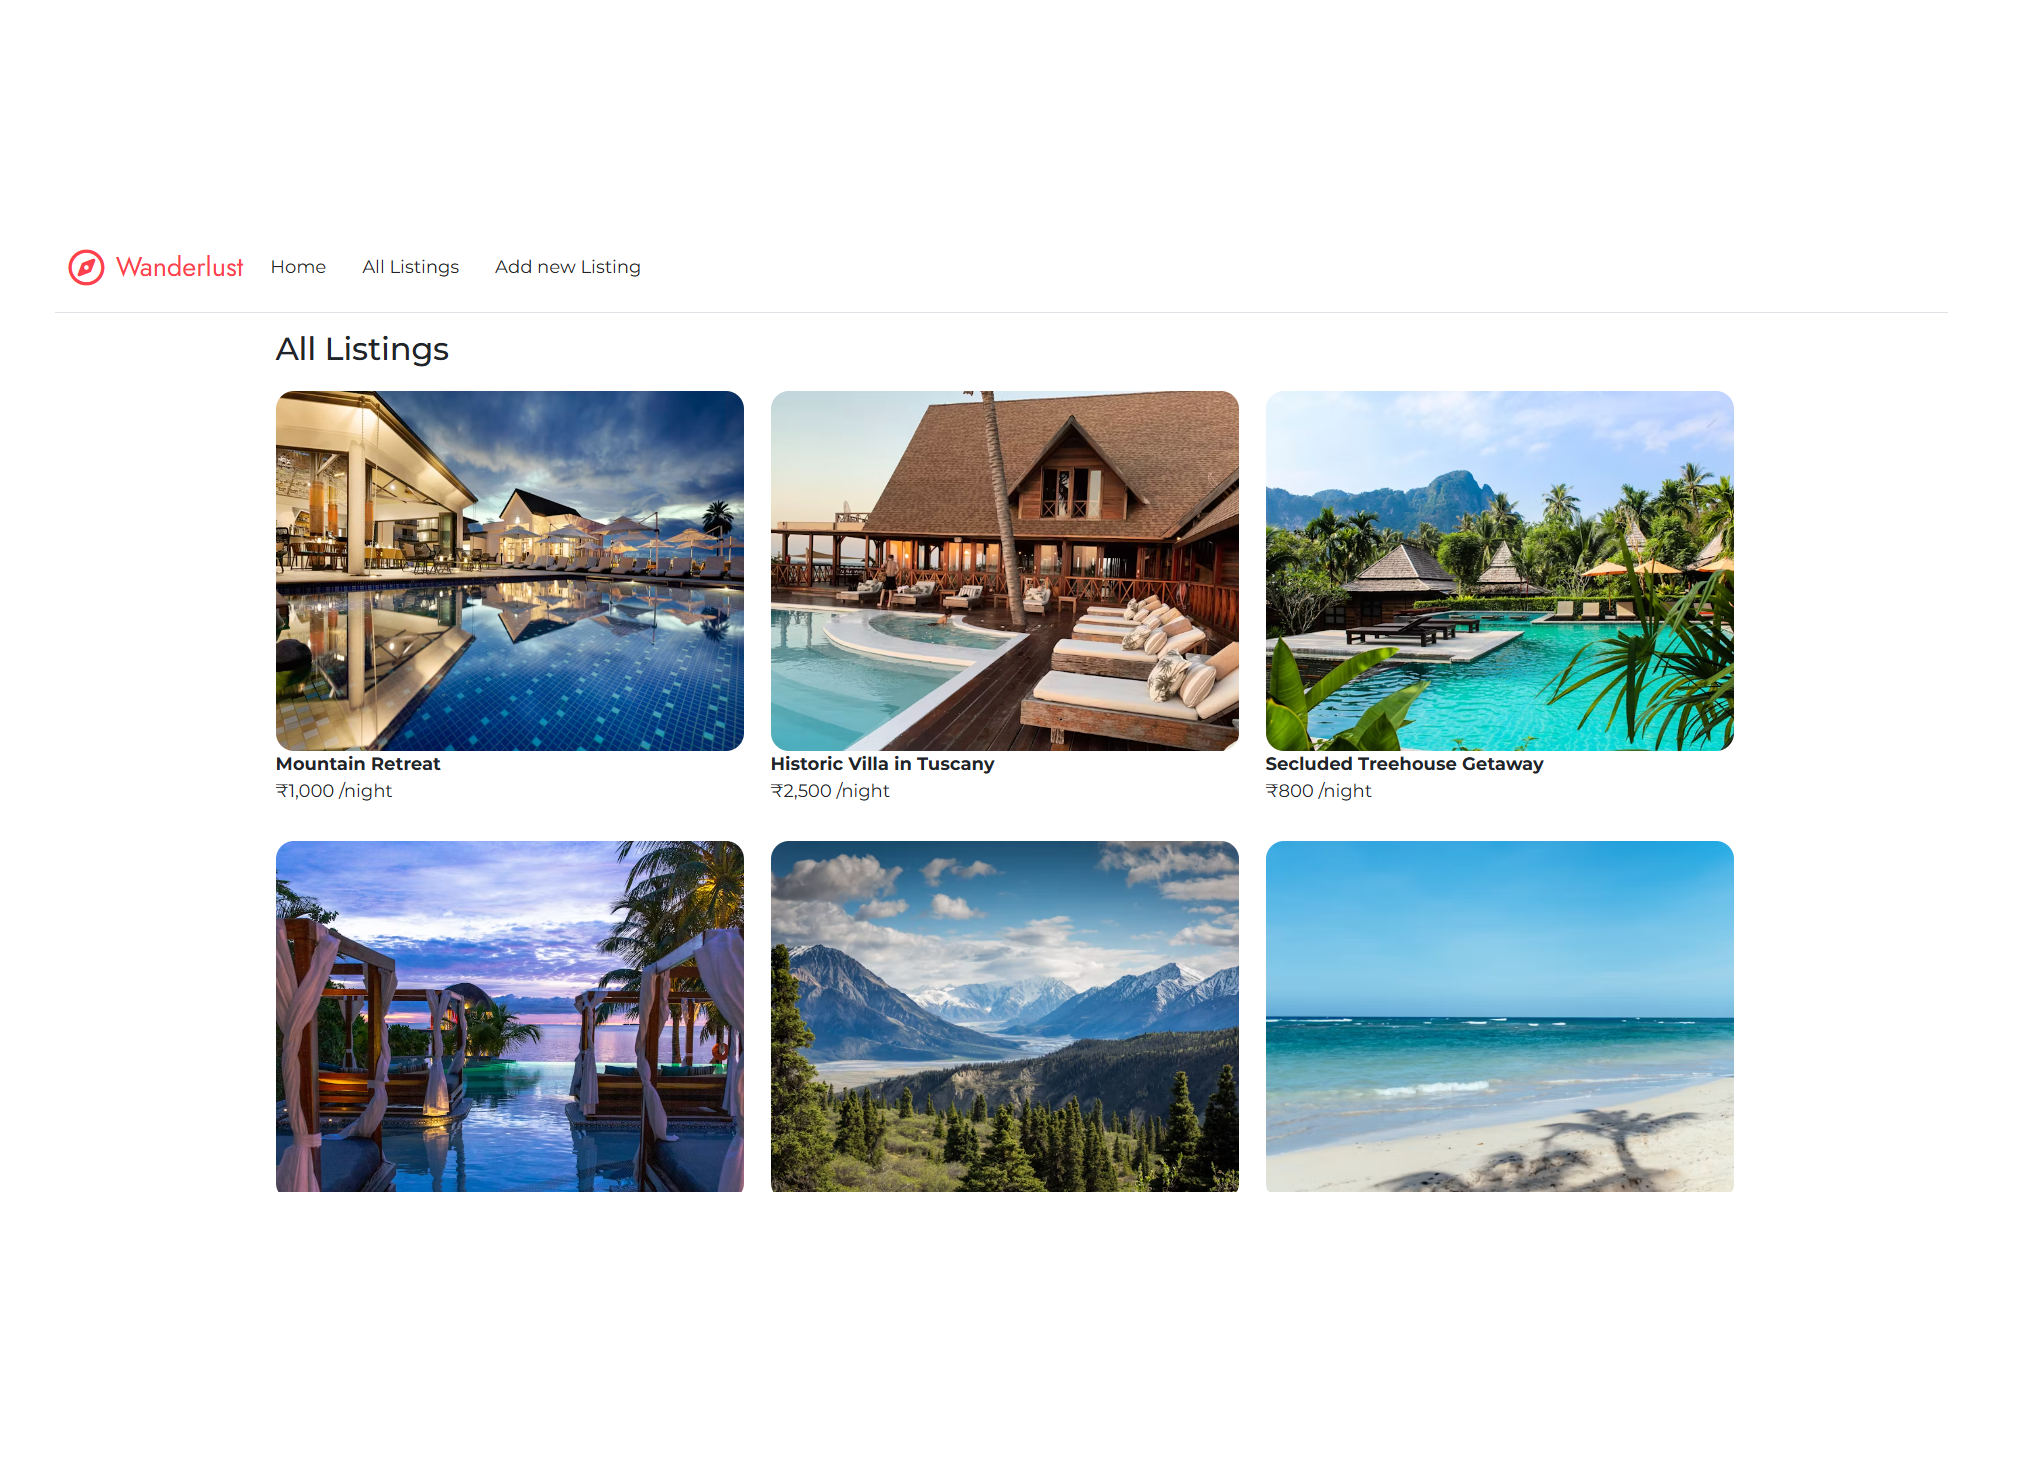 Wanderlust Home All Listings Add new Listing
All Listings
Mountain Retreat
₹1,000 /night
Historic Villa in Tuscany
₹2,500 /night
Secluded Treehouse Getaway
₹800 /night